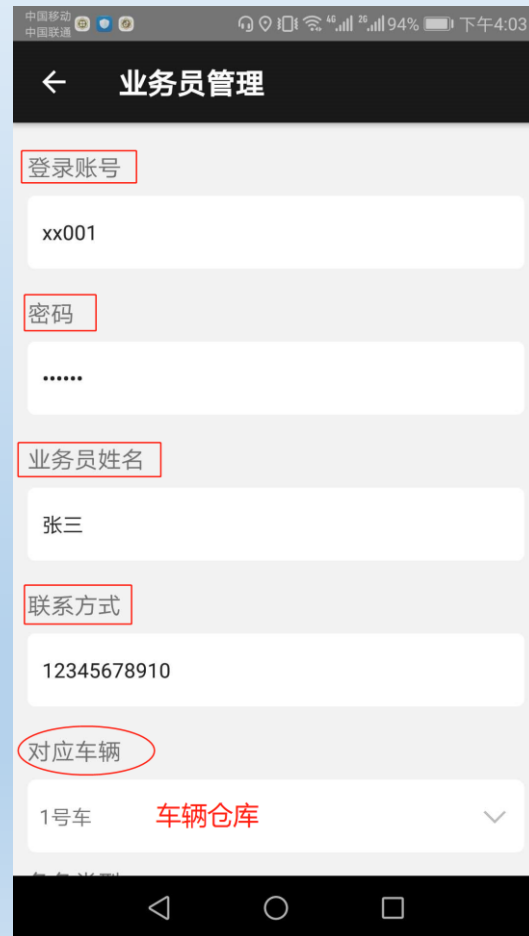 中国移动
中国联通
4G
2G
94%
下午4:03
业务员管理
登录账号
xx001
密码
••••••
业务员姓名
张三
联系方式
12345678910
对应车辆
1号车 车辆仓库